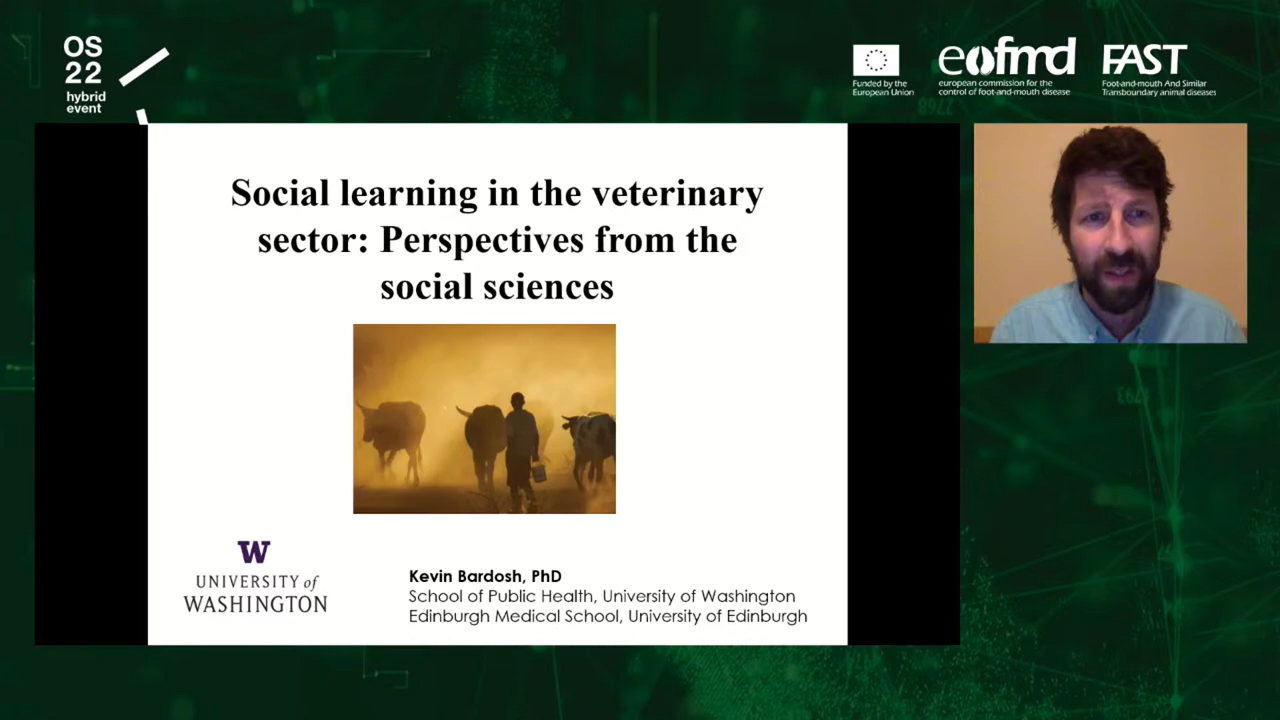 OS
22
hybrid
event
Funded by the
European Union
eofmd
european commission for the
control of foot-and-mouth disease
FAST
Foot-and-mouth And Similar
Transboundary animal diseases
2768
Social learning in the veterinary
sector: Perspectives from the
social sciences
W
UNIVERSITY of
WASHINGTON
Kevin Bardosh, PhD
School of Public Health, University of Washington
Edinburgh Medical School, University of Edinburgh